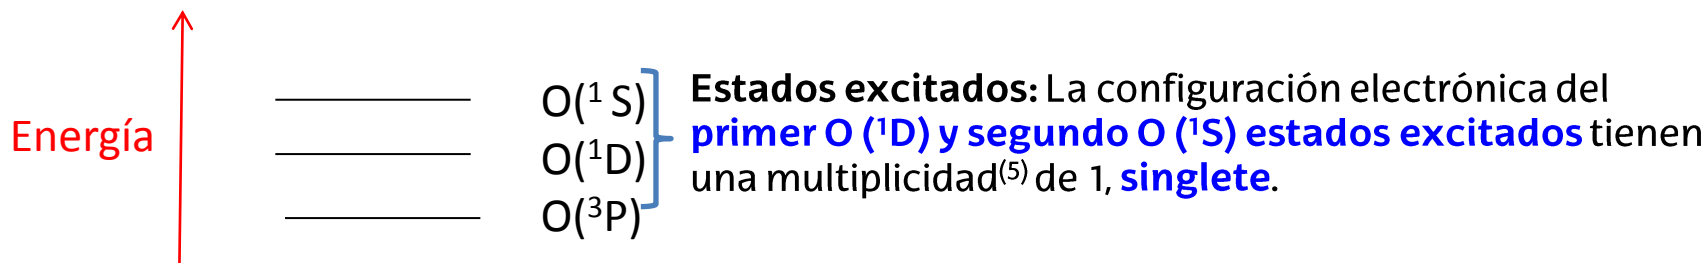 Energía
O(¹ S)
O(¹D)
O(³P)
Estados excitados: La configuración electrónica del
primer O (¹D) y segundo O (¹S) estados excitados tienen
una multiplicidad⁽⁵⁾ de 1, singlete.